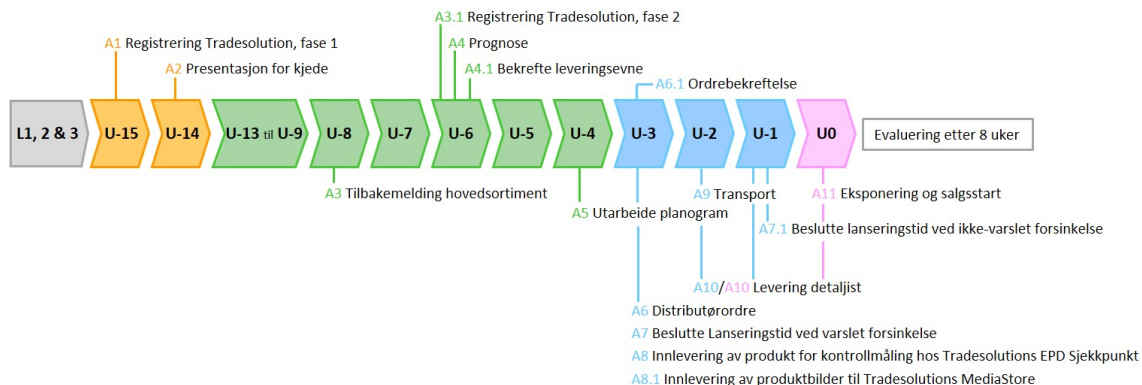 A3.1 Registrering Tradesolution, fase 2
A1 Registrering Tradesolution, fase 1
A4 Prognose
A2 Presentasjon for kjede
A4.1 Bekrefte leveringsevne
A6.1 Ordrebekreftelse
L1, 2 & 3
U-15
U-14
U-13 til U-9
U-8
U-7
U-6
U-5
U-4
U-3
U-2
U-1
U0
Evaluering etter 8 uker
A3 Tilbakemelding hovedsortiment
A9 Transport
A11 Eksponering og salgsstart
A5 Utarbeide planogram
A7.1 Beslutte lanseringstid ved ikke-varslet forsinkelse
A10/A10 Levering detaljist
A6 Distributørordre
A7 Beslutte Lanseringstid ved varslet forsinkelse
A8 Innlevering av produkt for kontrollmåling hos Tradesolutions EPD Sjekkpunkt
A8.1 Innlevering av produktbilder til Tradesolutions MediaStore